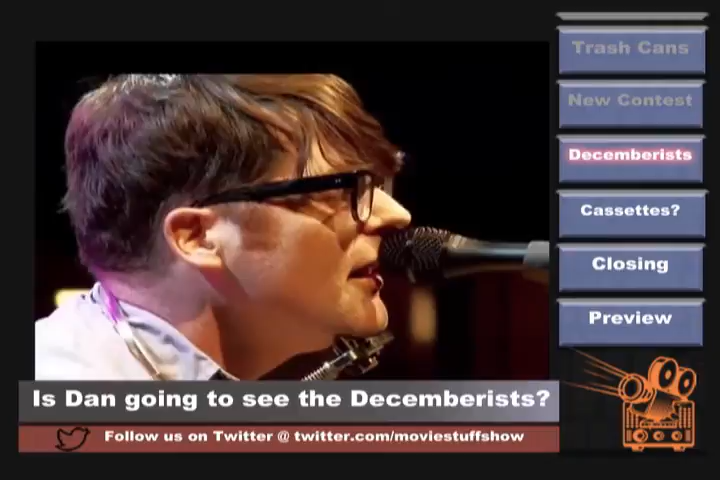 Trash Cans
New Contest
Decemberists
Cassettes?
Closing
Preview
Is Dan going to see the Decemberists?
Follow us on Twitter @ twitter.com/moviestuffshow